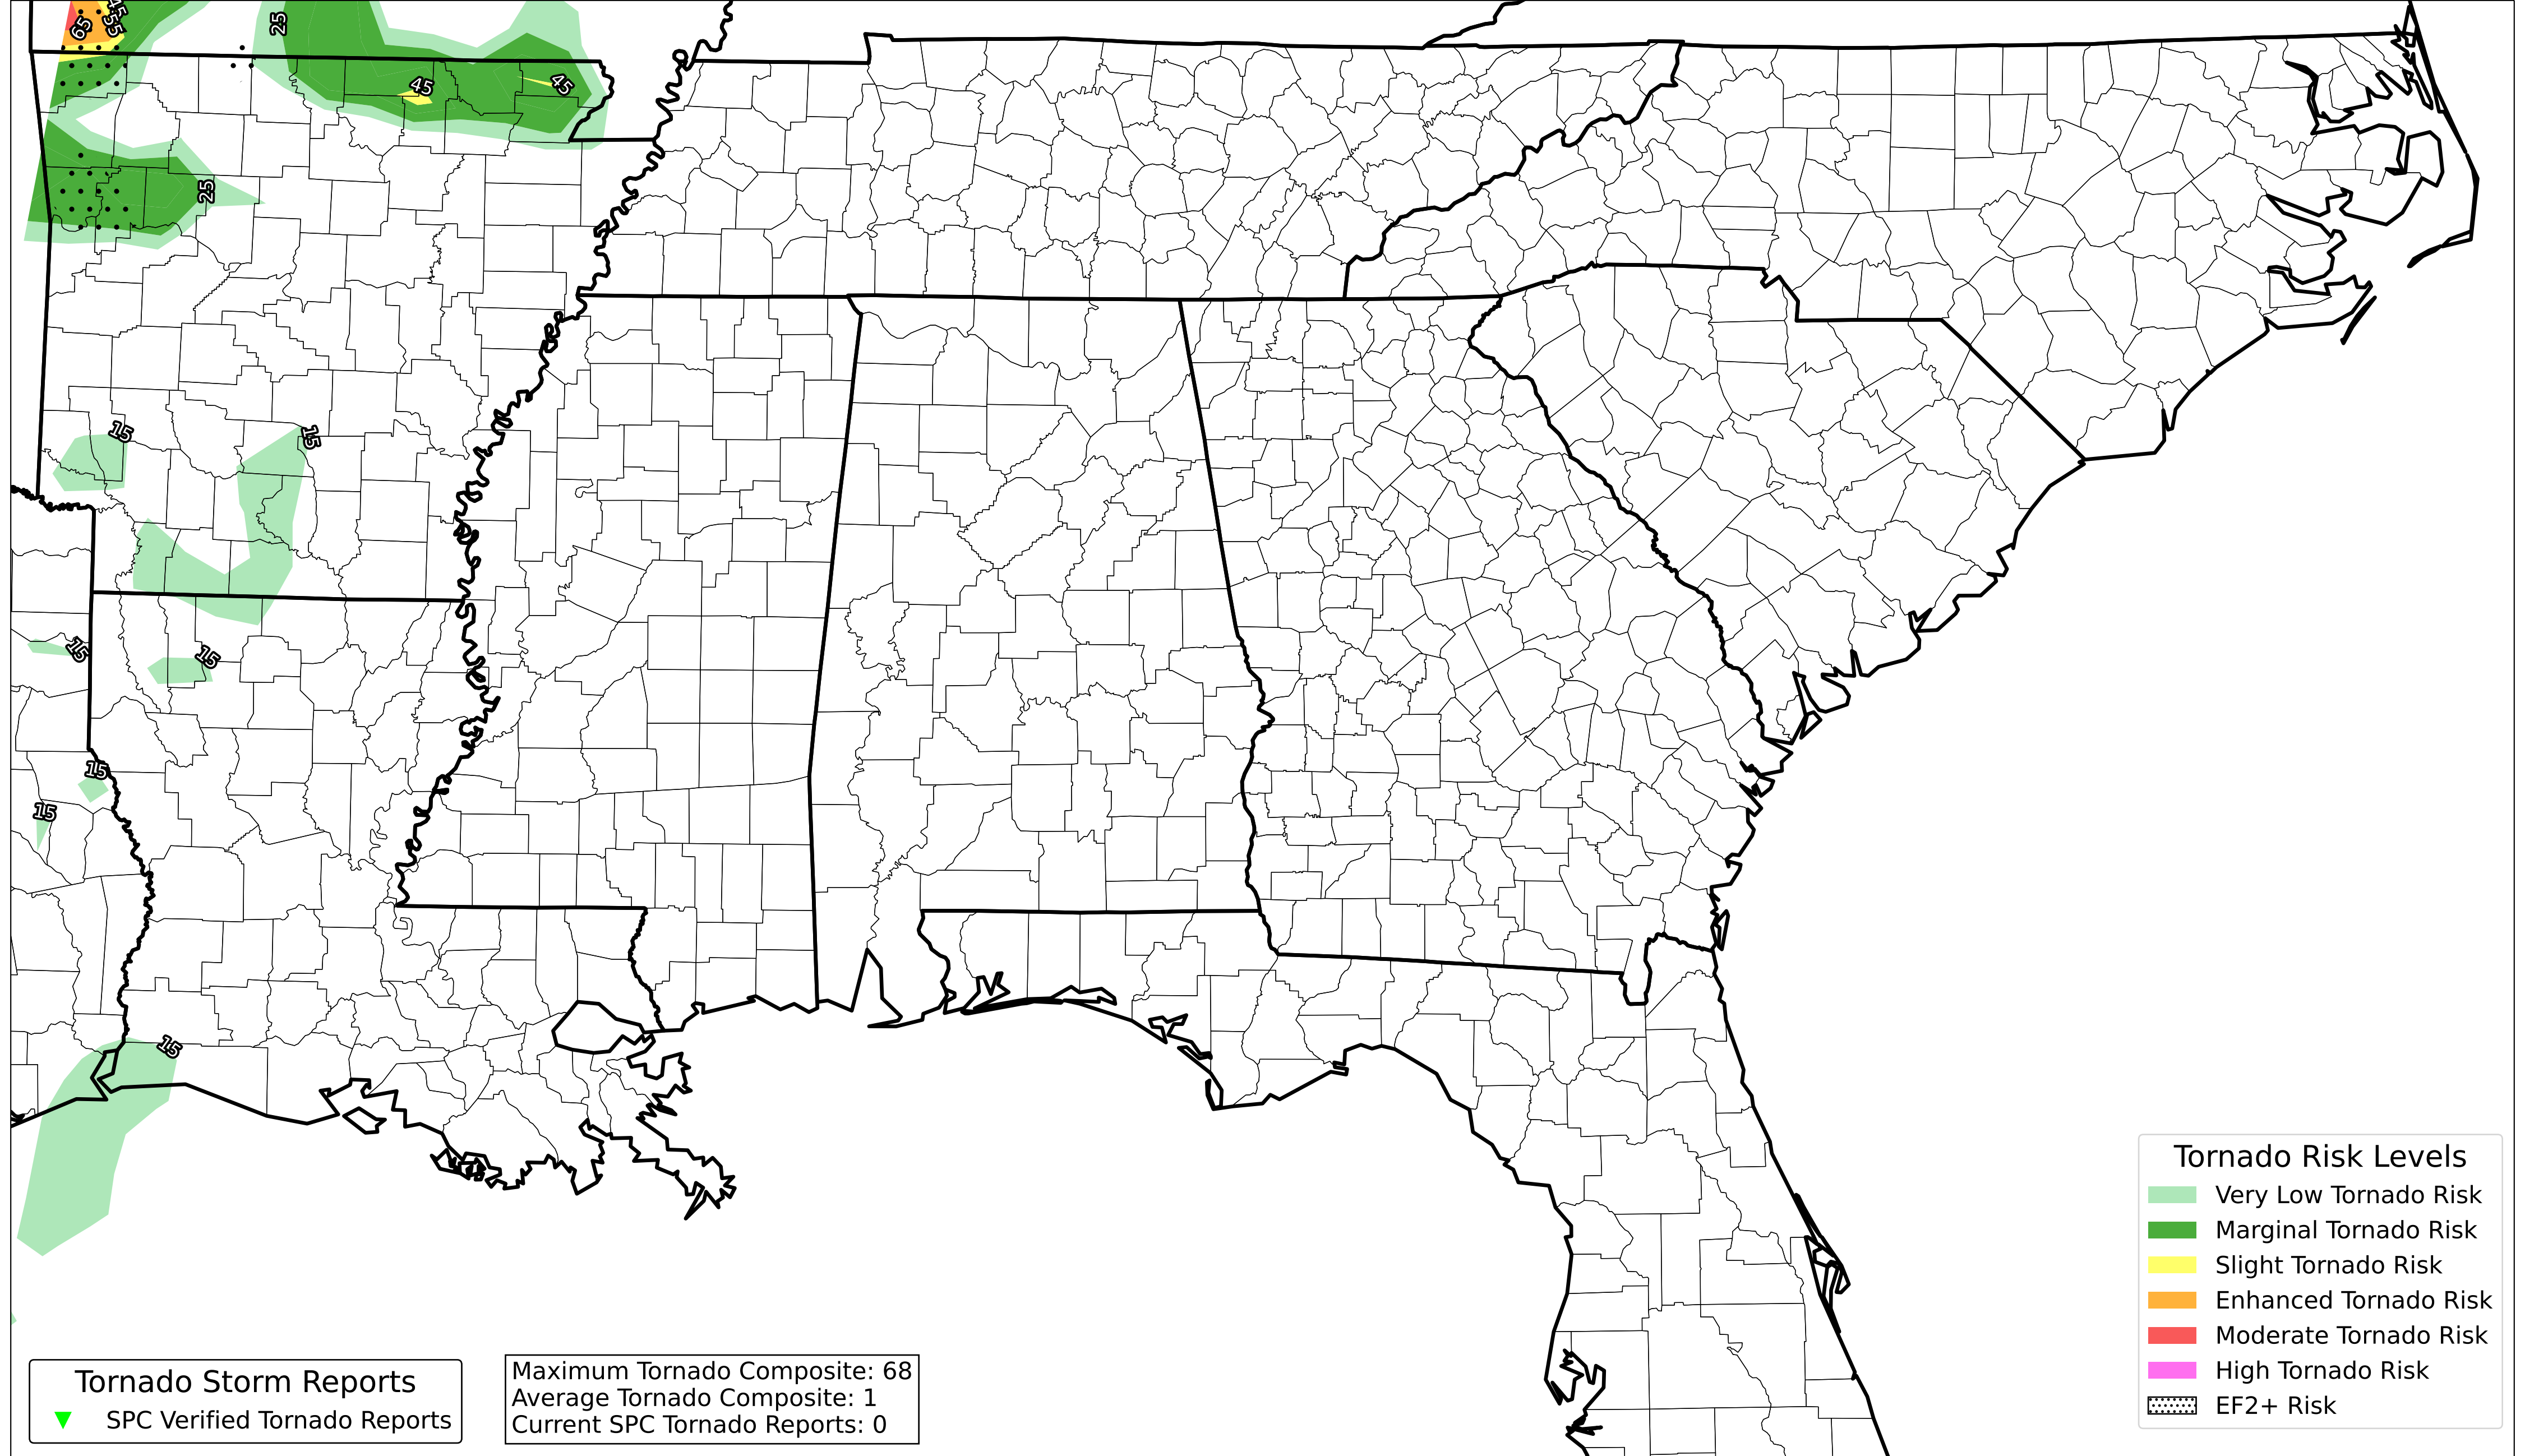 65
45
55
25
45
45
25
15
15
15
15
15
15
15
Tornado Risk Levels
Very Low Tornado Risk
Marginal Tornado Risk
Slight Tornado Risk
Enhanced Tornado Risk
Moderate Tornado Risk
High Tornado Risk
EF2+ Risk
Tornado Storm Reports
SPC Verified Tornado Reports
Maximum Tornado Composite: 68
Average Tornado Composite: 1
Current SPC Tornado Reports: 0